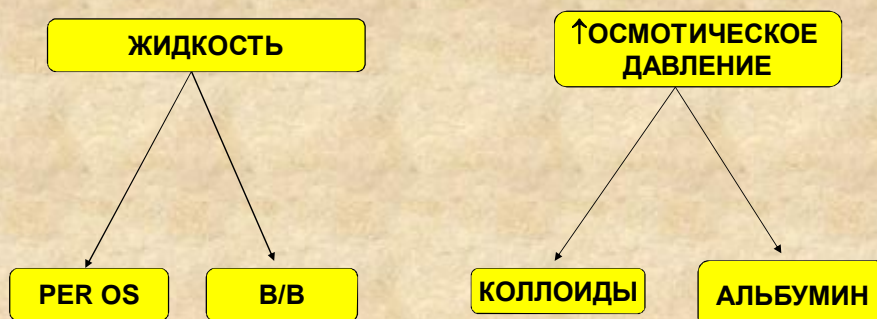 ЖИДКОСТЬ
↑ОСМОТИЧЕСКОЕ
ДАВЛЕНИЕ
PER OS
В/В
КОЛЛОИДЫ
АЛЬБУМИН